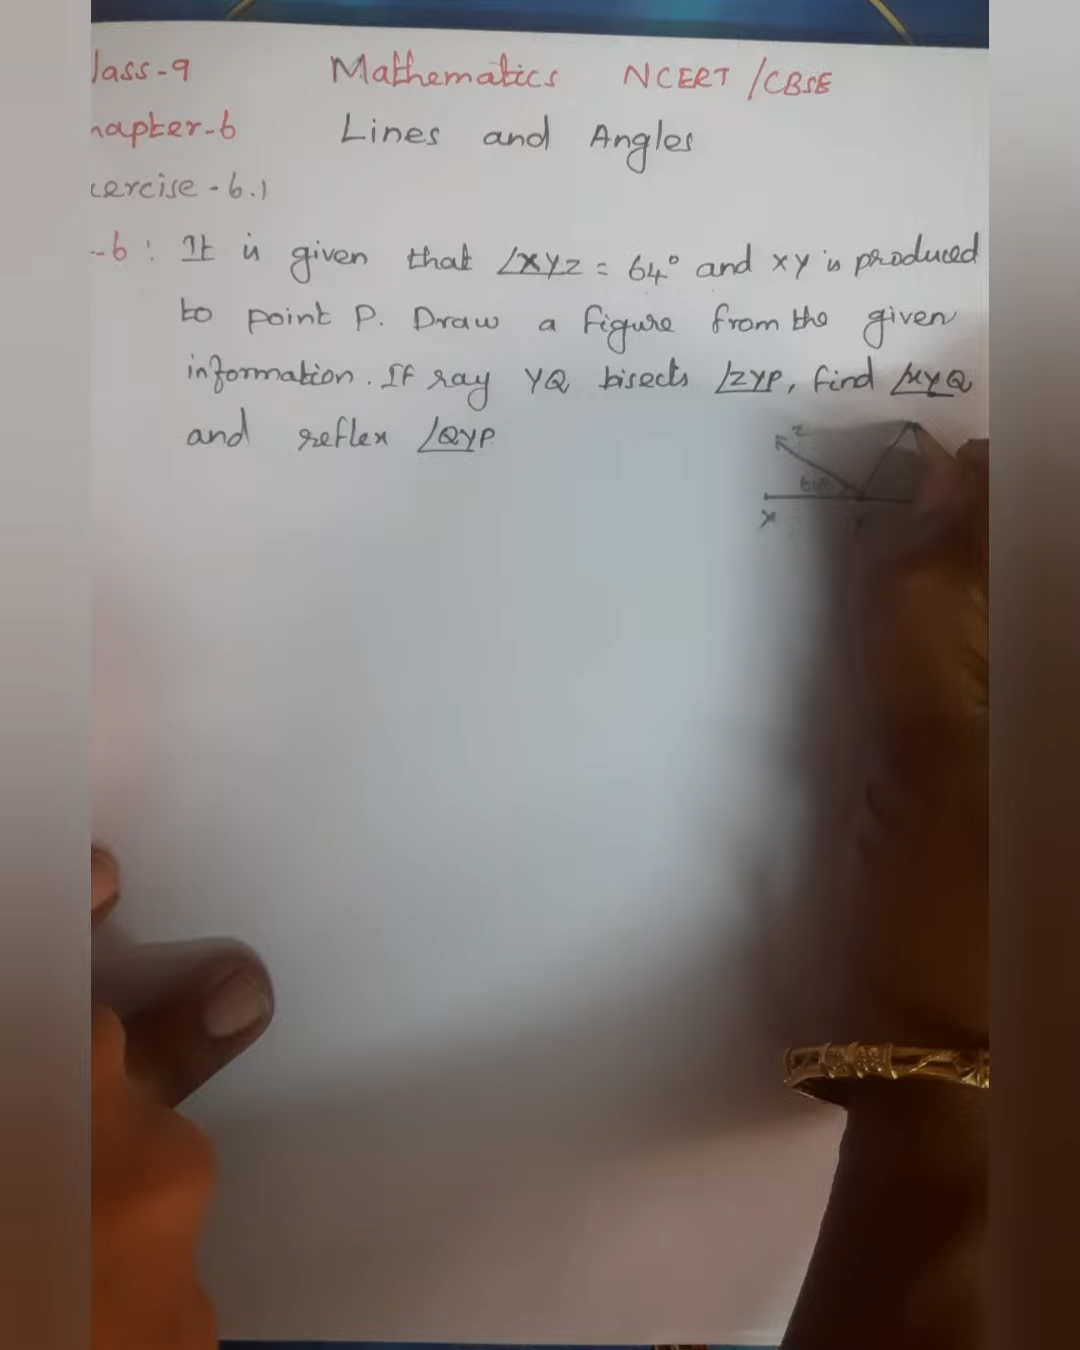 lass-9 Mathematics NCERT/CBSE
hapter-6 Lines and Angles
ercise-6.1
-6: It is given that ∠XYZ = 64° and XY is produced
to point P. Draw a figure from the given
information. If ray YQ bisects ∠ZYP, find ∠XYQ
and reflex ∠QYP
Z
X Y